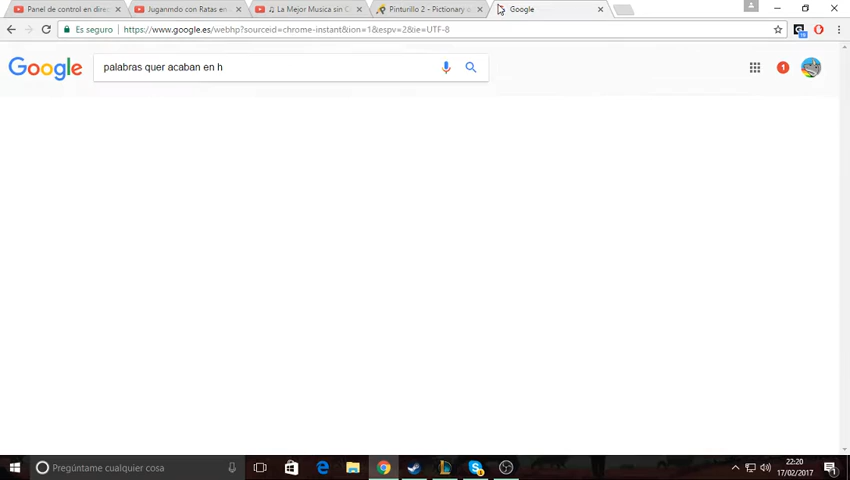 Panel de control en dire
Juganmdo con Ratas en
♫ La Mejor Musica sin C
Pinturillo 2 - Pictionary o
Google
Es seguro
https://www.google.es/webhp?sourceid=chrome-instant&ion=1&espv=2&ie=UTF-8
Google
palabras quer acaban en h
1
Pregúntame cualquier cosa
22:20
17/02/2017